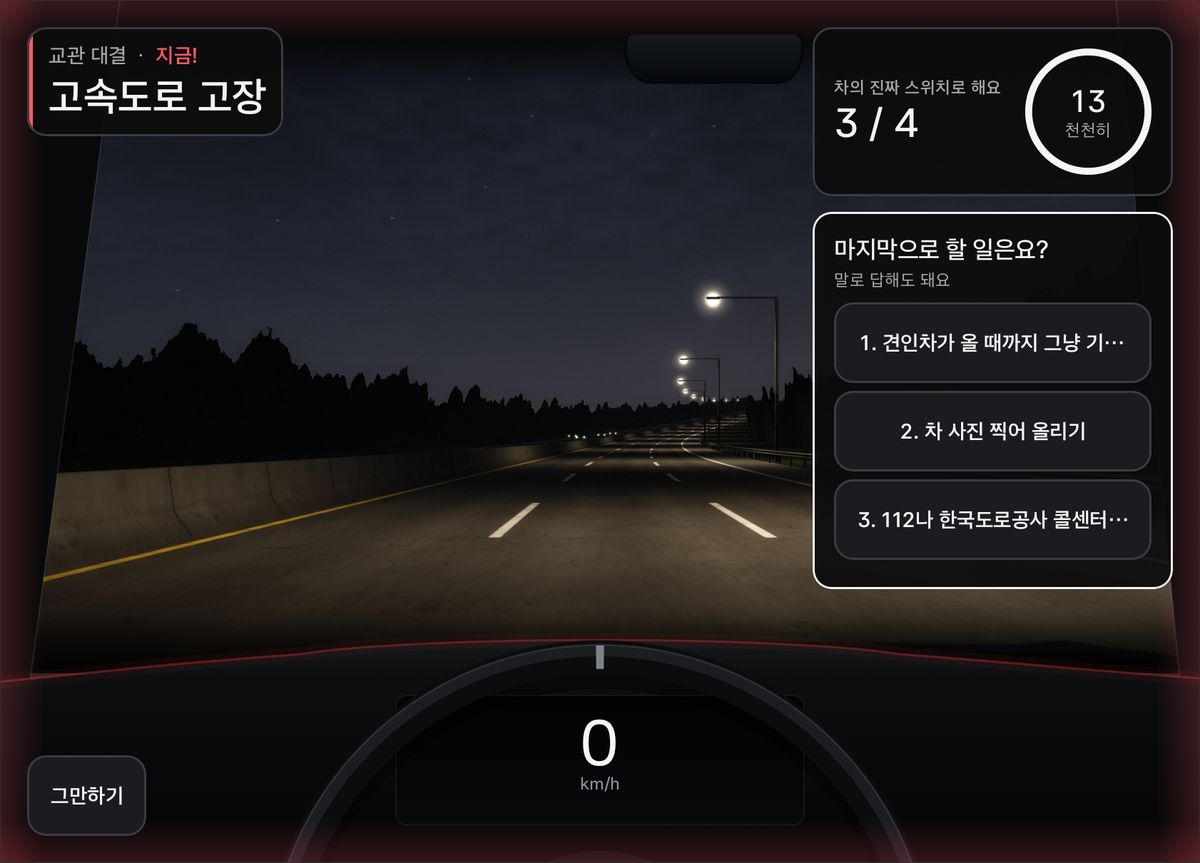 교관 대결 · 지금!
고속도로 고장
차의 진짜 스위치로 해요
3 / 4
13
천천히
마지막으로 할 일은요?
말로 답해도 돼요
1. 견인차가 올 때까지 그냥 기…
2. 차 사진 찍어 올리기
3. 112나 한국도로공사 콜센터…
0
km/h
그만하기